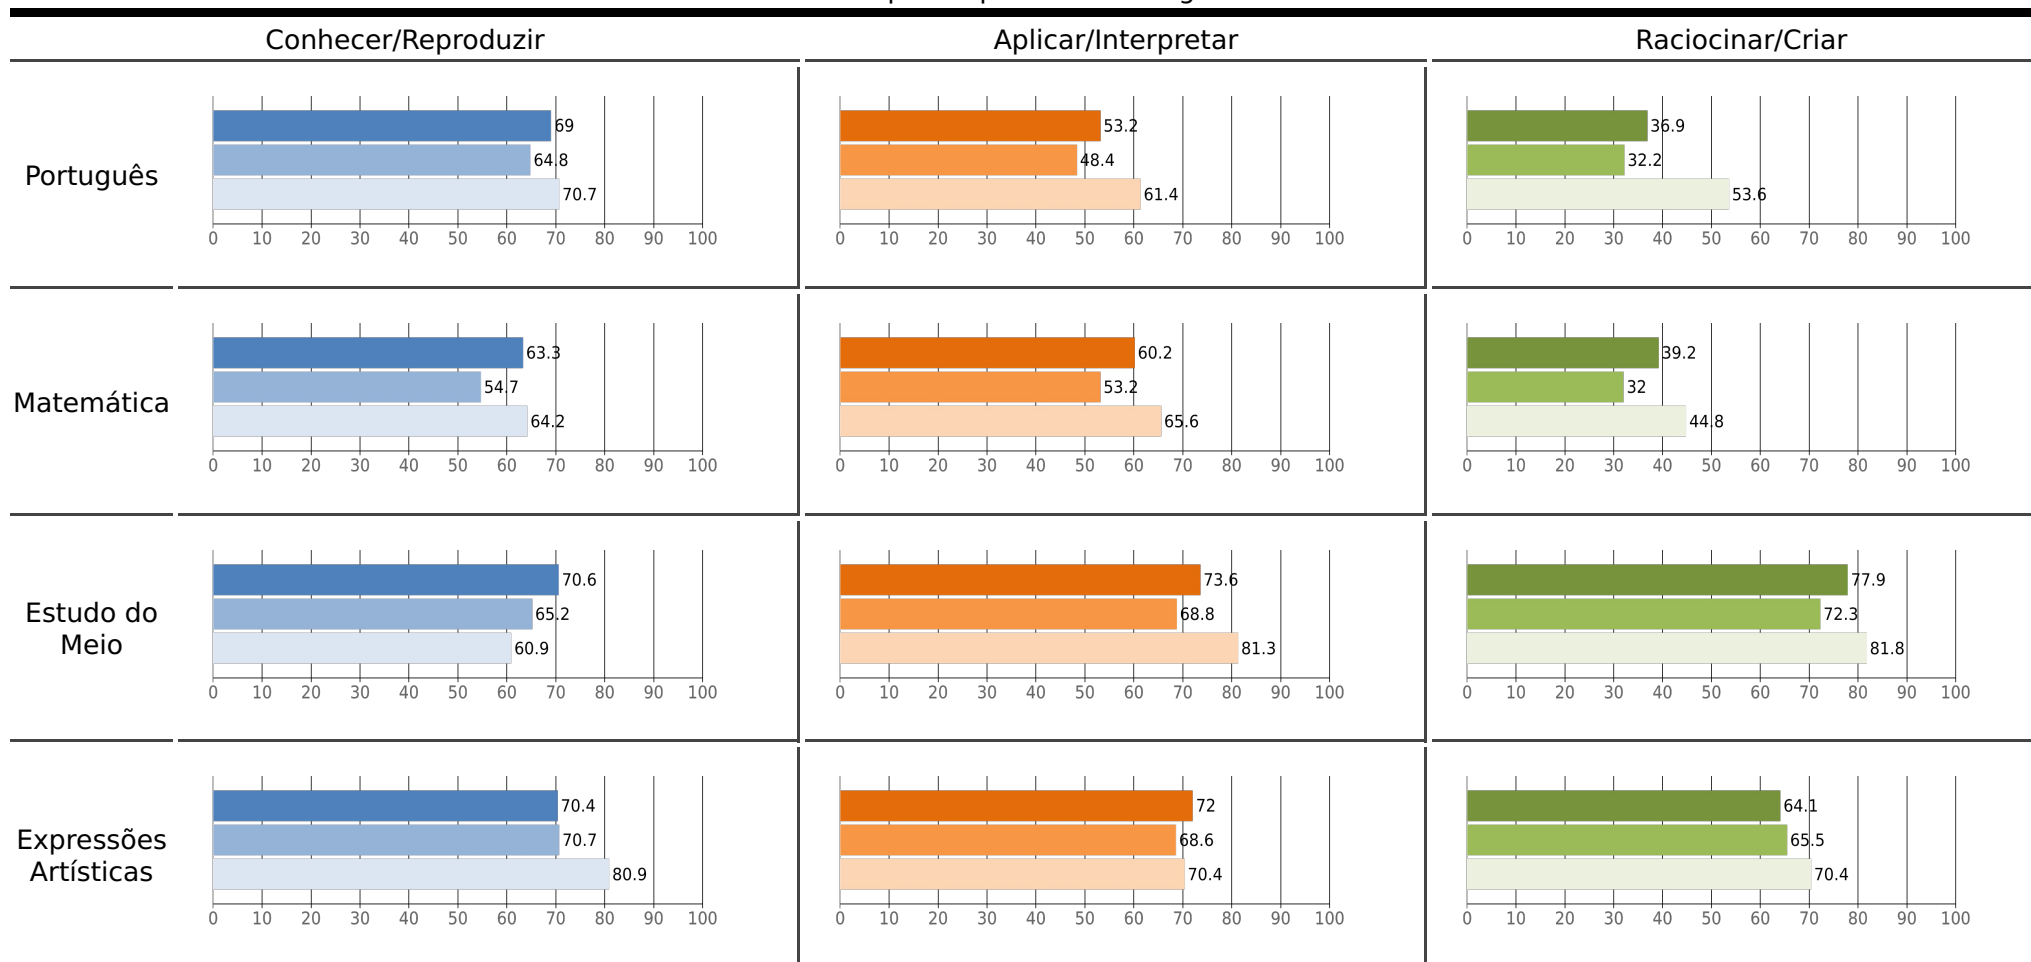 Conhecer/Reproduzir Aplicar/Interpretar Raciocinar/Criar
Português
69 53.2 36.9
64.8 48.4 32.2
70.7 61.4 53.6
0 10 20 30 40 50 60 70 80 90 100 0 10 20 30 40 50 60 70 80 90 100 0 10 20 30 40 50 60 70 80 90 100
Matemática
63.3 60.2 39.2
54.7 53.2 32
64.2 65.6 44.8
0 10 20 30 40 50 60 70 80 90 100 0 10 20 30 40 50 60 70 80 90 100 0 10 20 30 40 50 60 70 80 90 100
Estudo do
Meio
70.6 73.6 77.9
65.2 68.8 72.3
60.9 81.3 81.8
0 10 20 30 40 50 60 70 80 90 100 0 10 20 30 40 50 60 70 80 90 100 0 10 20 30 40 50 60 70 80 90 100
Expressões
Artísticas
70.4 72 64.1
70.7 68.6 65.5
80.9 70.4 70.4
0 10 20 30 40 50 60 70 80 90 100 0 10 20 30 40 50 60 70 80 90 100 0 10 20 30 40 50 60 70 80 90 100